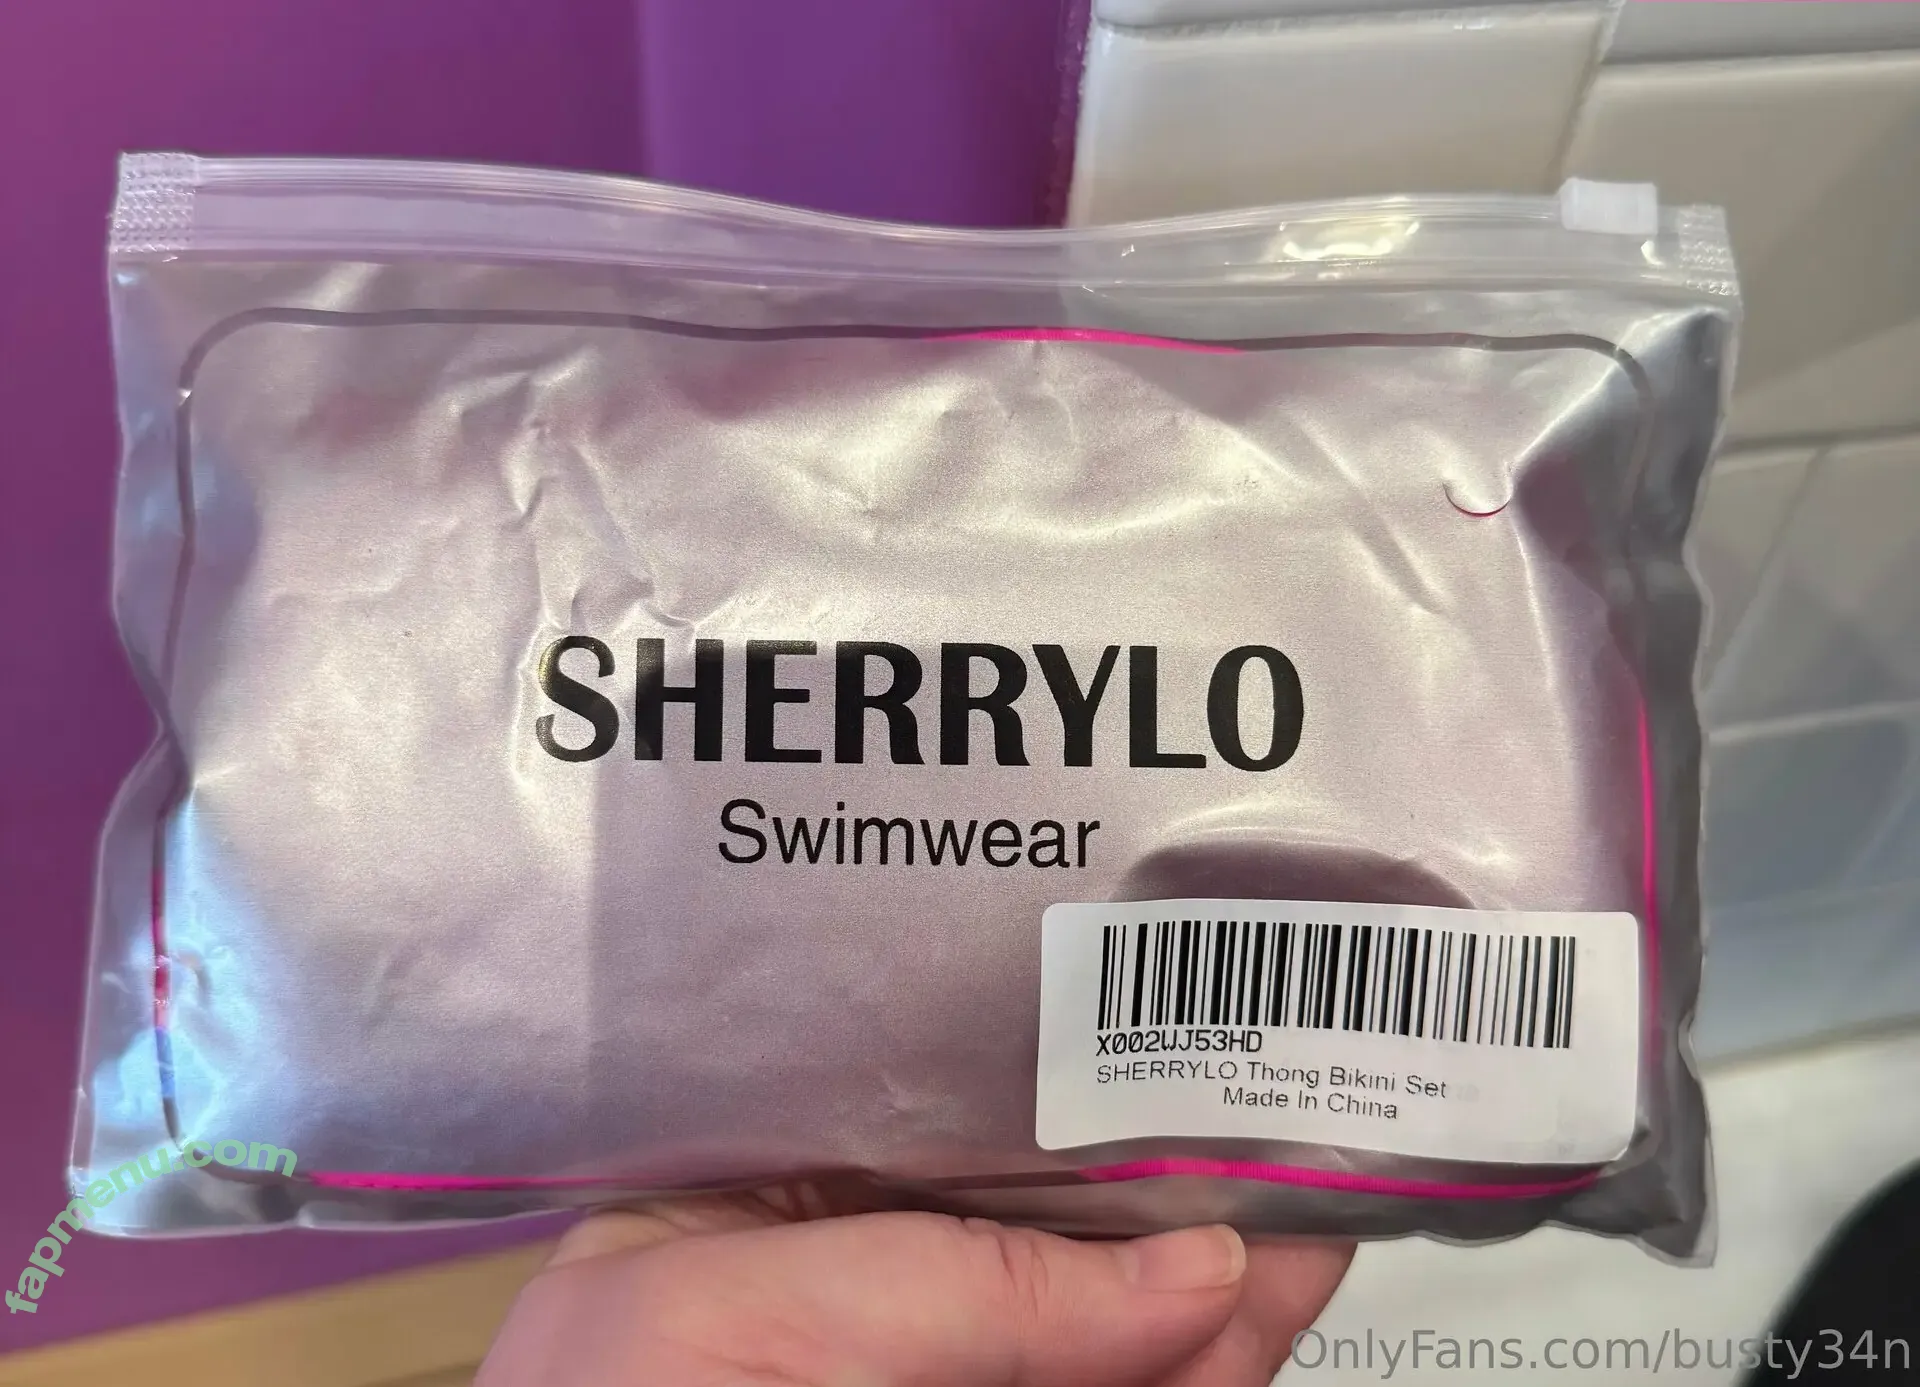 SHERRYLO
Swimwear
X002WJ53HD
SHERRYLO Thong Bikini Set
Made In China
fapmenu.com
OnlyFans.com/busty34n